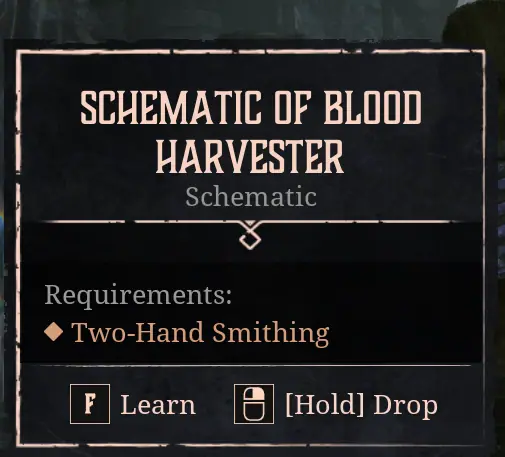 SCHEMATIC OF BLOOD
HARVESTER
Schematic
Requirements:
Two-Hand Smithing
F Learn [Hold] Drop